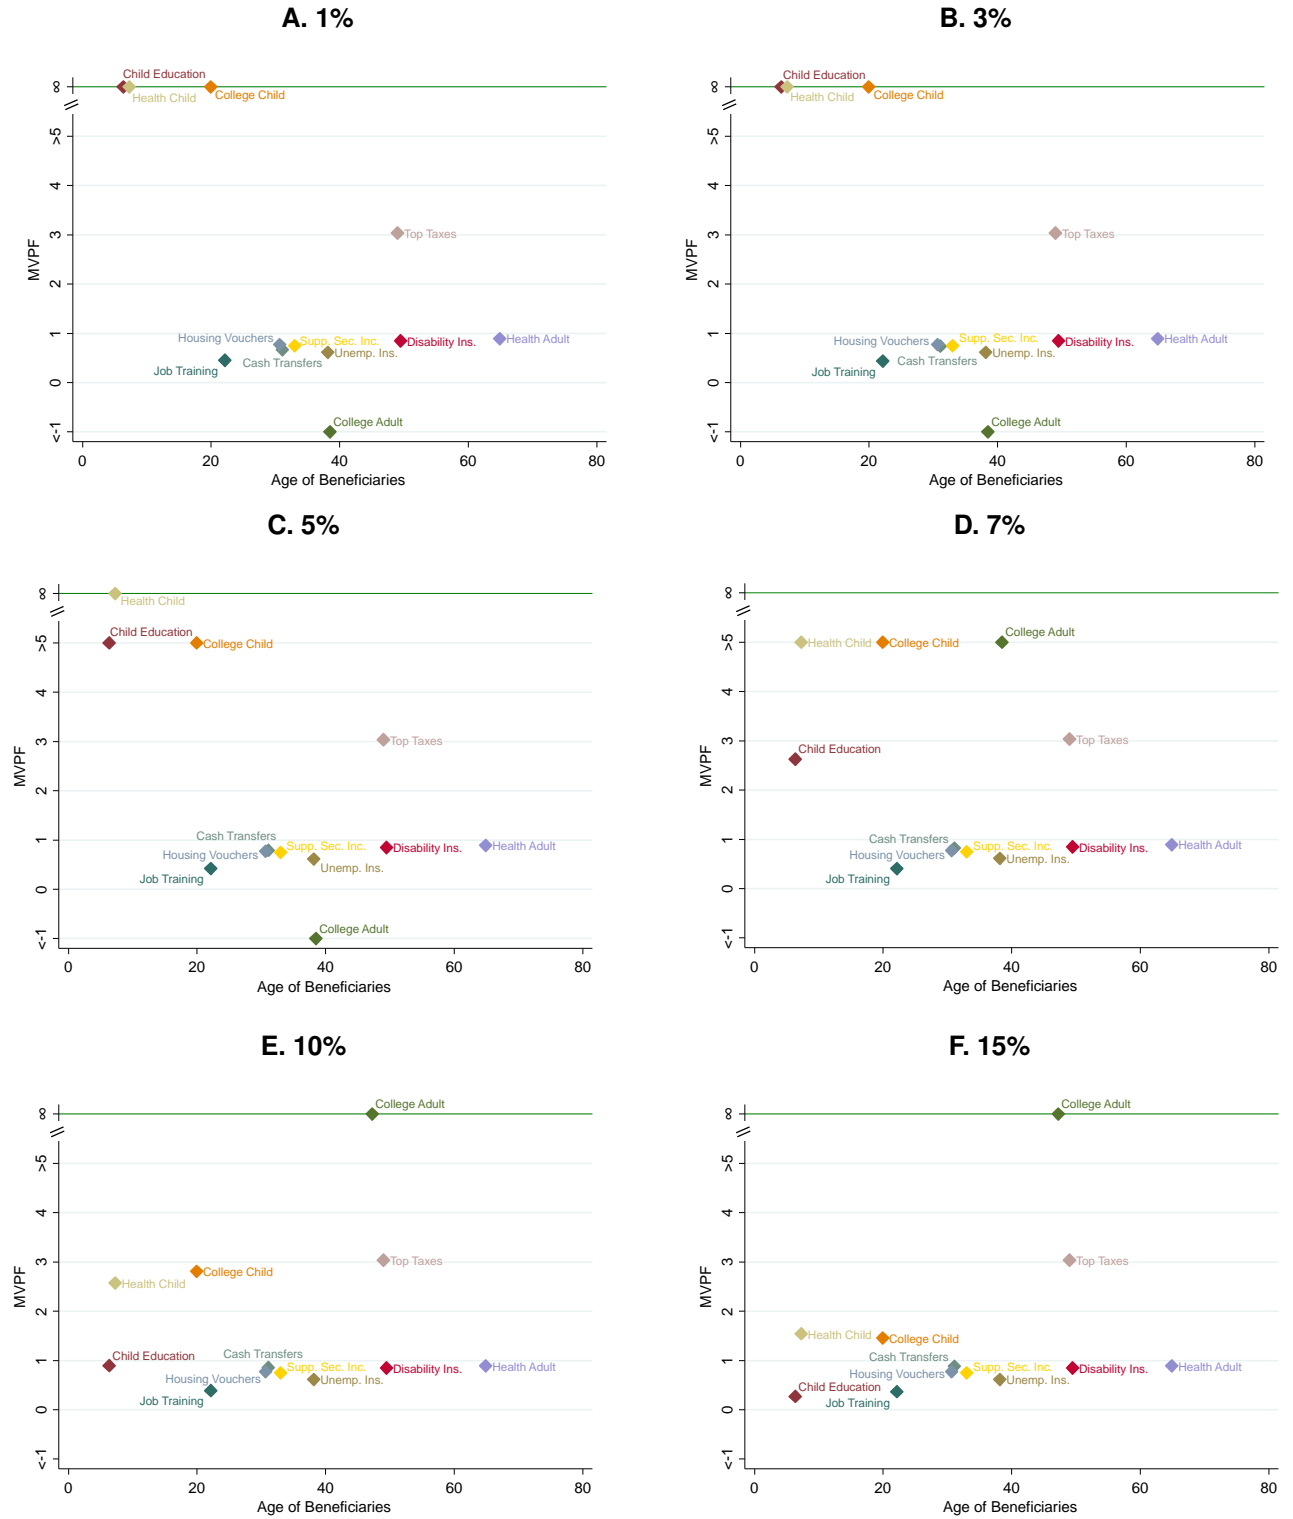 A. 1%
∞
>5
4
3
2
1
0
<-1
MVPF
Child Education
Health Child
College Child
Top Taxes
Housing Vouchers
Supp. Sec. Inc.
Disability Ins.
Health Adult
Unemp. Ins.
Cash Transfers
Job Training
College Adult
0 20 40 60 80
Age of Beneficiaries
B. 3%
∞
>5
4
3
2
1
0
<-1
MVPF
Child Education
Health Child
College Child
Top Taxes
Housing Vouchers
Supp. Sec. Inc.
Disability Ins.
Health Adult
Unemp. Ins.
Cash Transfers
Job Training
College Adult
0 20 40 60 80
Age of Beneficiaries
C. 5%
∞
>5
4
3
2
1
0
<-1
MVPF
Health Child
Child Education
College Child
Top Taxes
Cash Transfers
Supp. Sec. Inc.
Disability Ins.
Health Adult
Housing Vouchers
Unemp. Ins.
Job Training
College Adult
0 20 40 60 80
Age of Beneficiaries
D. 7%
∞
>5
4
3
2
1
0
<-1
MVPF
College Adult
Health Child
College Child
Top Taxes
Child Education
Cash Transfers
Supp. Sec. Inc.
Disability Ins.
Health Adult
Housing Vouchers
Unemp. Ins.
Job Training
0 20 40 60 80
Age of Beneficiaries
E. 10%
∞
>5
4
3
2
1
0
<-1
MVPF
College Adult
Top Taxes
College Child
Health Child
Cash Transfers
Child Education
Supp. Sec. Inc.
Disability Ins.
Health Adult
Housing Vouchers
Unemp. Ins.
Job Training
0 20 40 60 80
Age of Beneficiaries
F. 15%
∞
>5
4
3
2
1
0
<-1
MVPF
College Adult
Top Taxes
Health Child
College Child
Cash Transfers
Supp. Sec. Inc.
Disability Ins.
Health Adult
Housing Vouchers
Unemp. Ins.
Child Education
Job Training
0 20 40 60 80
Age of Beneficiaries